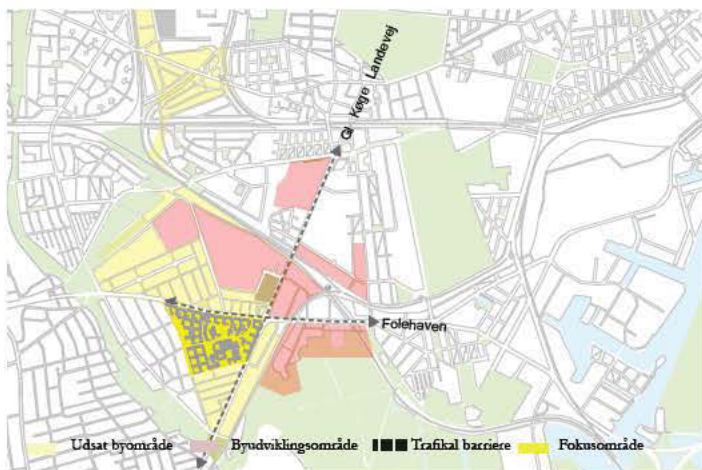 Gl Køge Landevej
Folehaven
Udsat byområde Byudviklingsområde Trafikal barriere Fokusområde